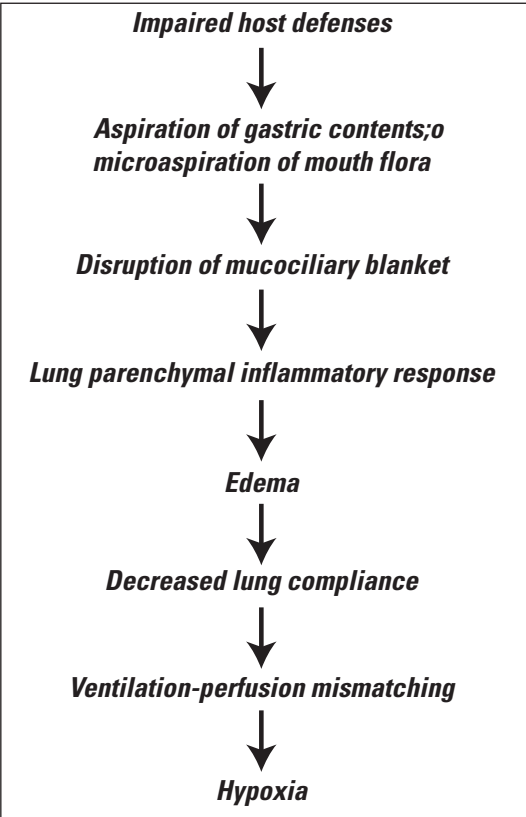 Impaired host defenses
Aspiration of gastric contents;o
microaspiration of mouth flora
Disruption of mucociliary blanket
Lung parenchymal inflammatory response
Edema
Decreased lung compliance
Ventilation-perfusion mismatching
Hypoxia